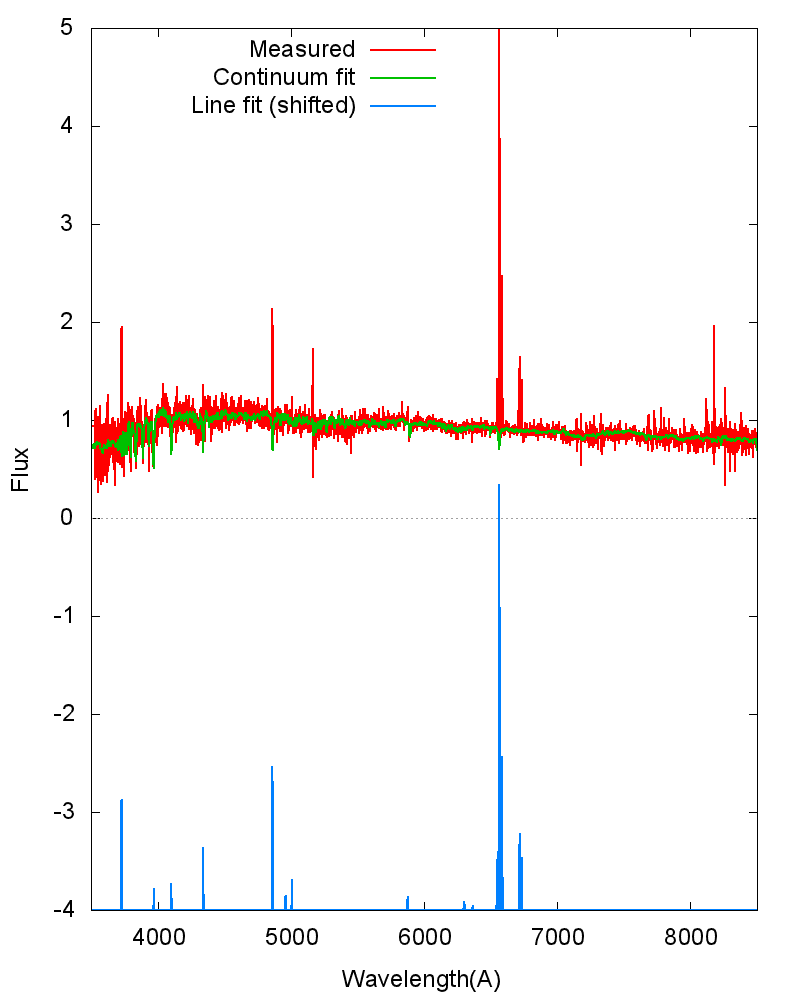 Measured
Continuum fit
Line fit (shifted)
5
4
3
2
1
0
-1
-2
-3
-4
Flux
4000 5000 6000 7000 8000
Wavelength(A)